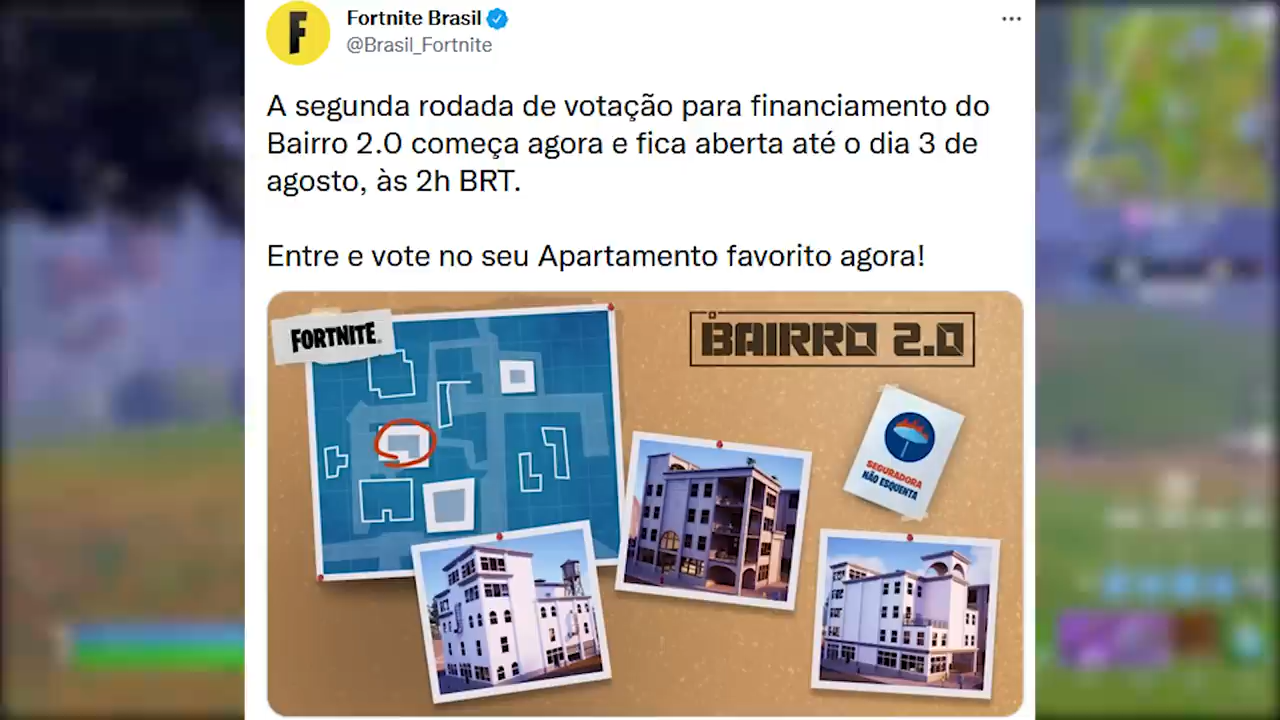 Fortnite Brasil
@Brasil_Fortnite
A segunda rodada de votação para financiamento do
Bairro 2.0 começa agora e fica aberta até o dia 3 de
agosto, às 2h BRT.
Entre e vote no seu Apartamento favorito agora!
FORTNITE
O
BAIRRO 2.0
SEGURADORA
NÃO ESQUENTA